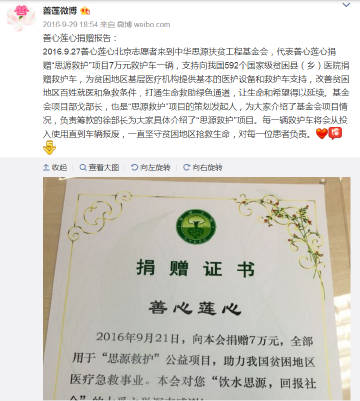 善莲微博
2016-9-29 18:54 来自 微博 weibo.com
善心莲心捐赠报告：
2016.9.27善心莲心北京志愿者来到中华思源扶贫工程基金会，代表善心莲心捐
赠“思源救护”项目7万元救护车一辆，支持向我国592个国家级贫困县（乡）医院捐
赠救护车，为贫困地区基层医疗机构提供基本的医护设备和救护车支持，改善贫困
地区百姓就医和急救条件，打通生命救助绿色通道，让生命和希望得以延续。基金
会项目部戈部长，也是“思源救护”项目的策划发起人，为大家介绍了基金会项目情
况，负责筹款的徐部长为大家具体介绍了“思源救护”项目。每一辆救护车将会从投
入使用直到车辆报废，一直坚守贫困地区抢救生命，对每一位患者负责。
收起 查看大图 向左旋转 向右旋转
捐赠证书
善心莲心
2016年9月21日，向本会捐赠7万元，全部
用于“思源救护”公益项目，助力我国贫困地区
医疗急救事业。本会对您“饮水思源，回报社